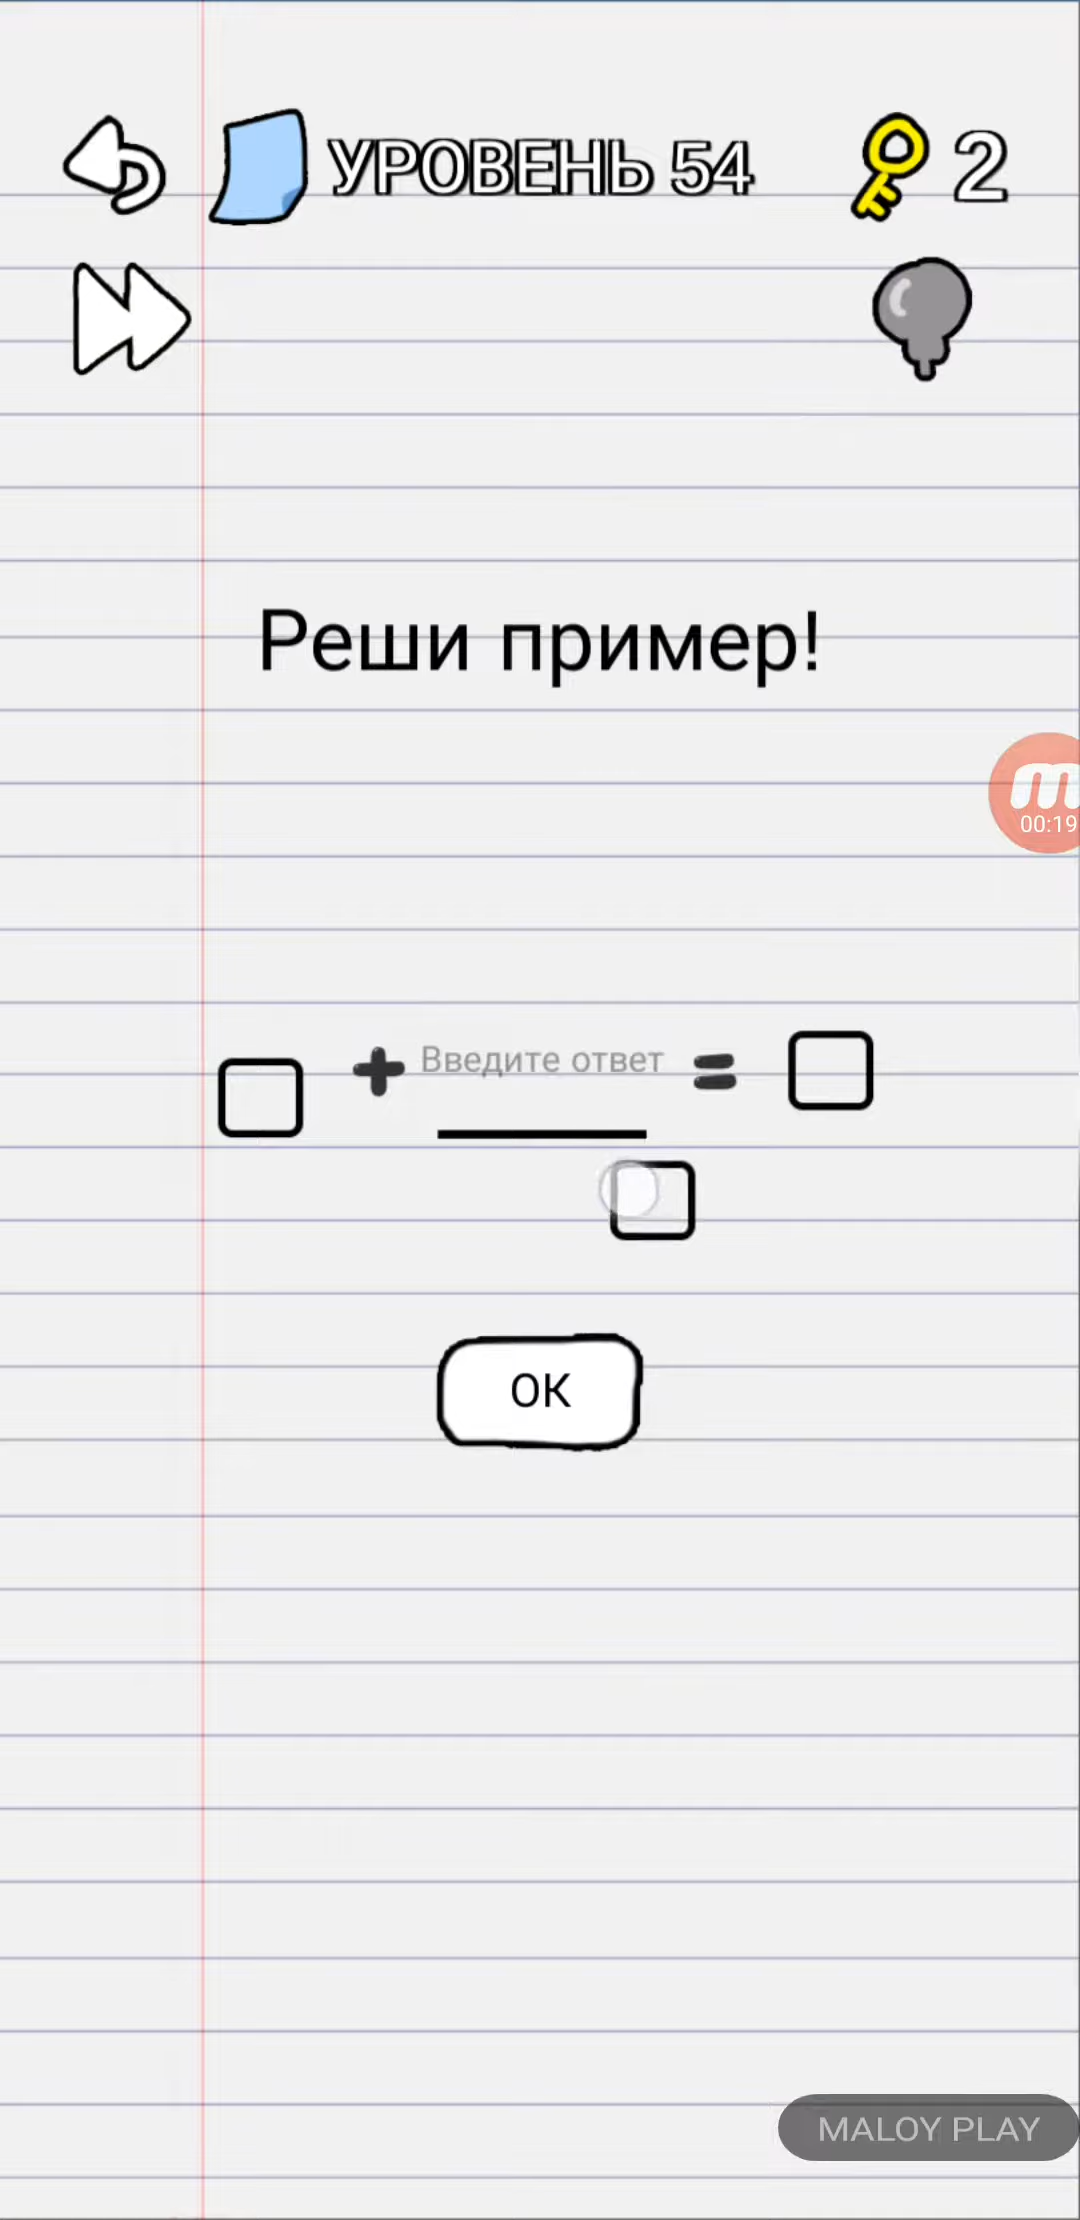 УРОВЕНЬ 54
2
Реши пример!
00:19
+ Введите ответ =
OK
MALOY PLAY